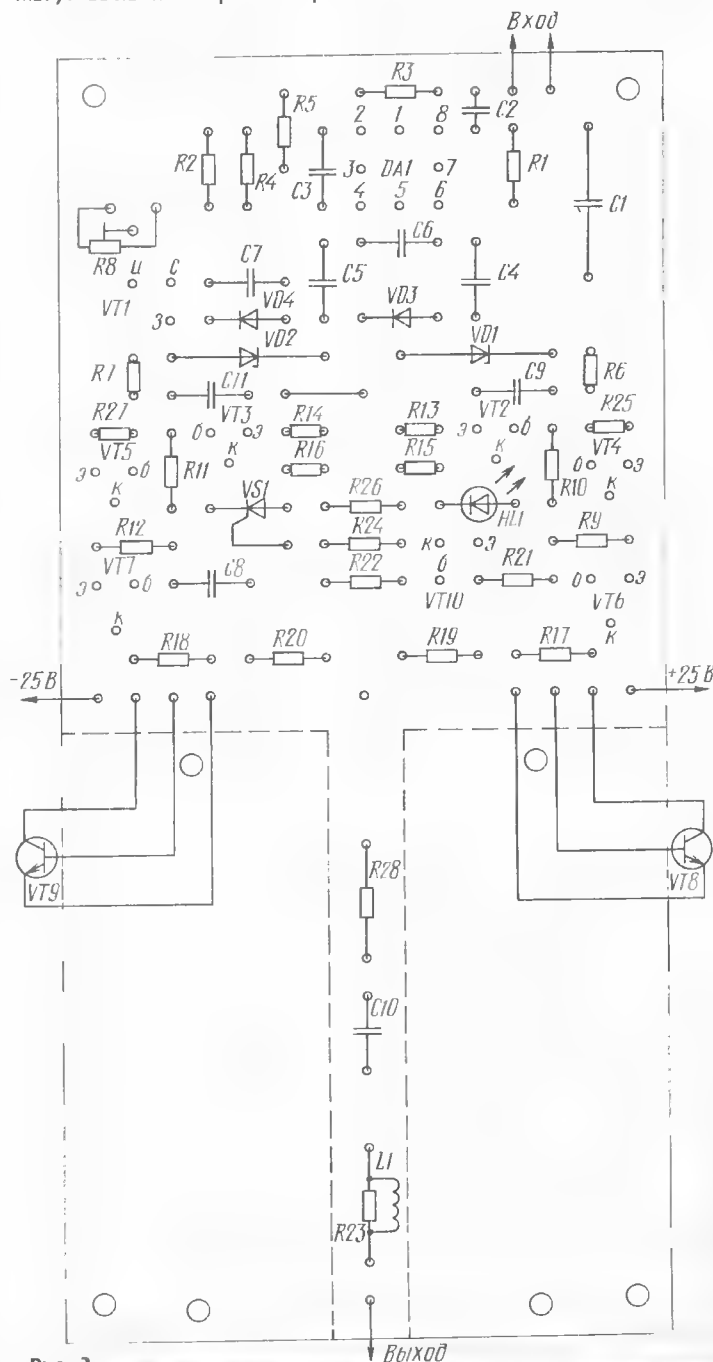 Вход
R3
R5
2
1
8
C2
R2
R4
C3
3
DA1
7
R1
C1
4
5
6
C6
R8
и
с
C7
C5
C4
VT1
з
VD4
VD3
VD2
VD1
R7
C11
C9
R6
R27
VT3
R14
R13
VT2
R25
VT5
б
э
э
б
VT4
э
б
R11
к
R16
R15
к
R10
б
э
к
VS1
R26
HL1
к
R12
R24
к
э
R9
VT7
э
б
C8
R22
б
R21
б
э
VT10
VT6
к
R18
R20
R19
R17
к
-25 В
+25 В
VT9
R28
VT8
C10
L1
R23
Выход